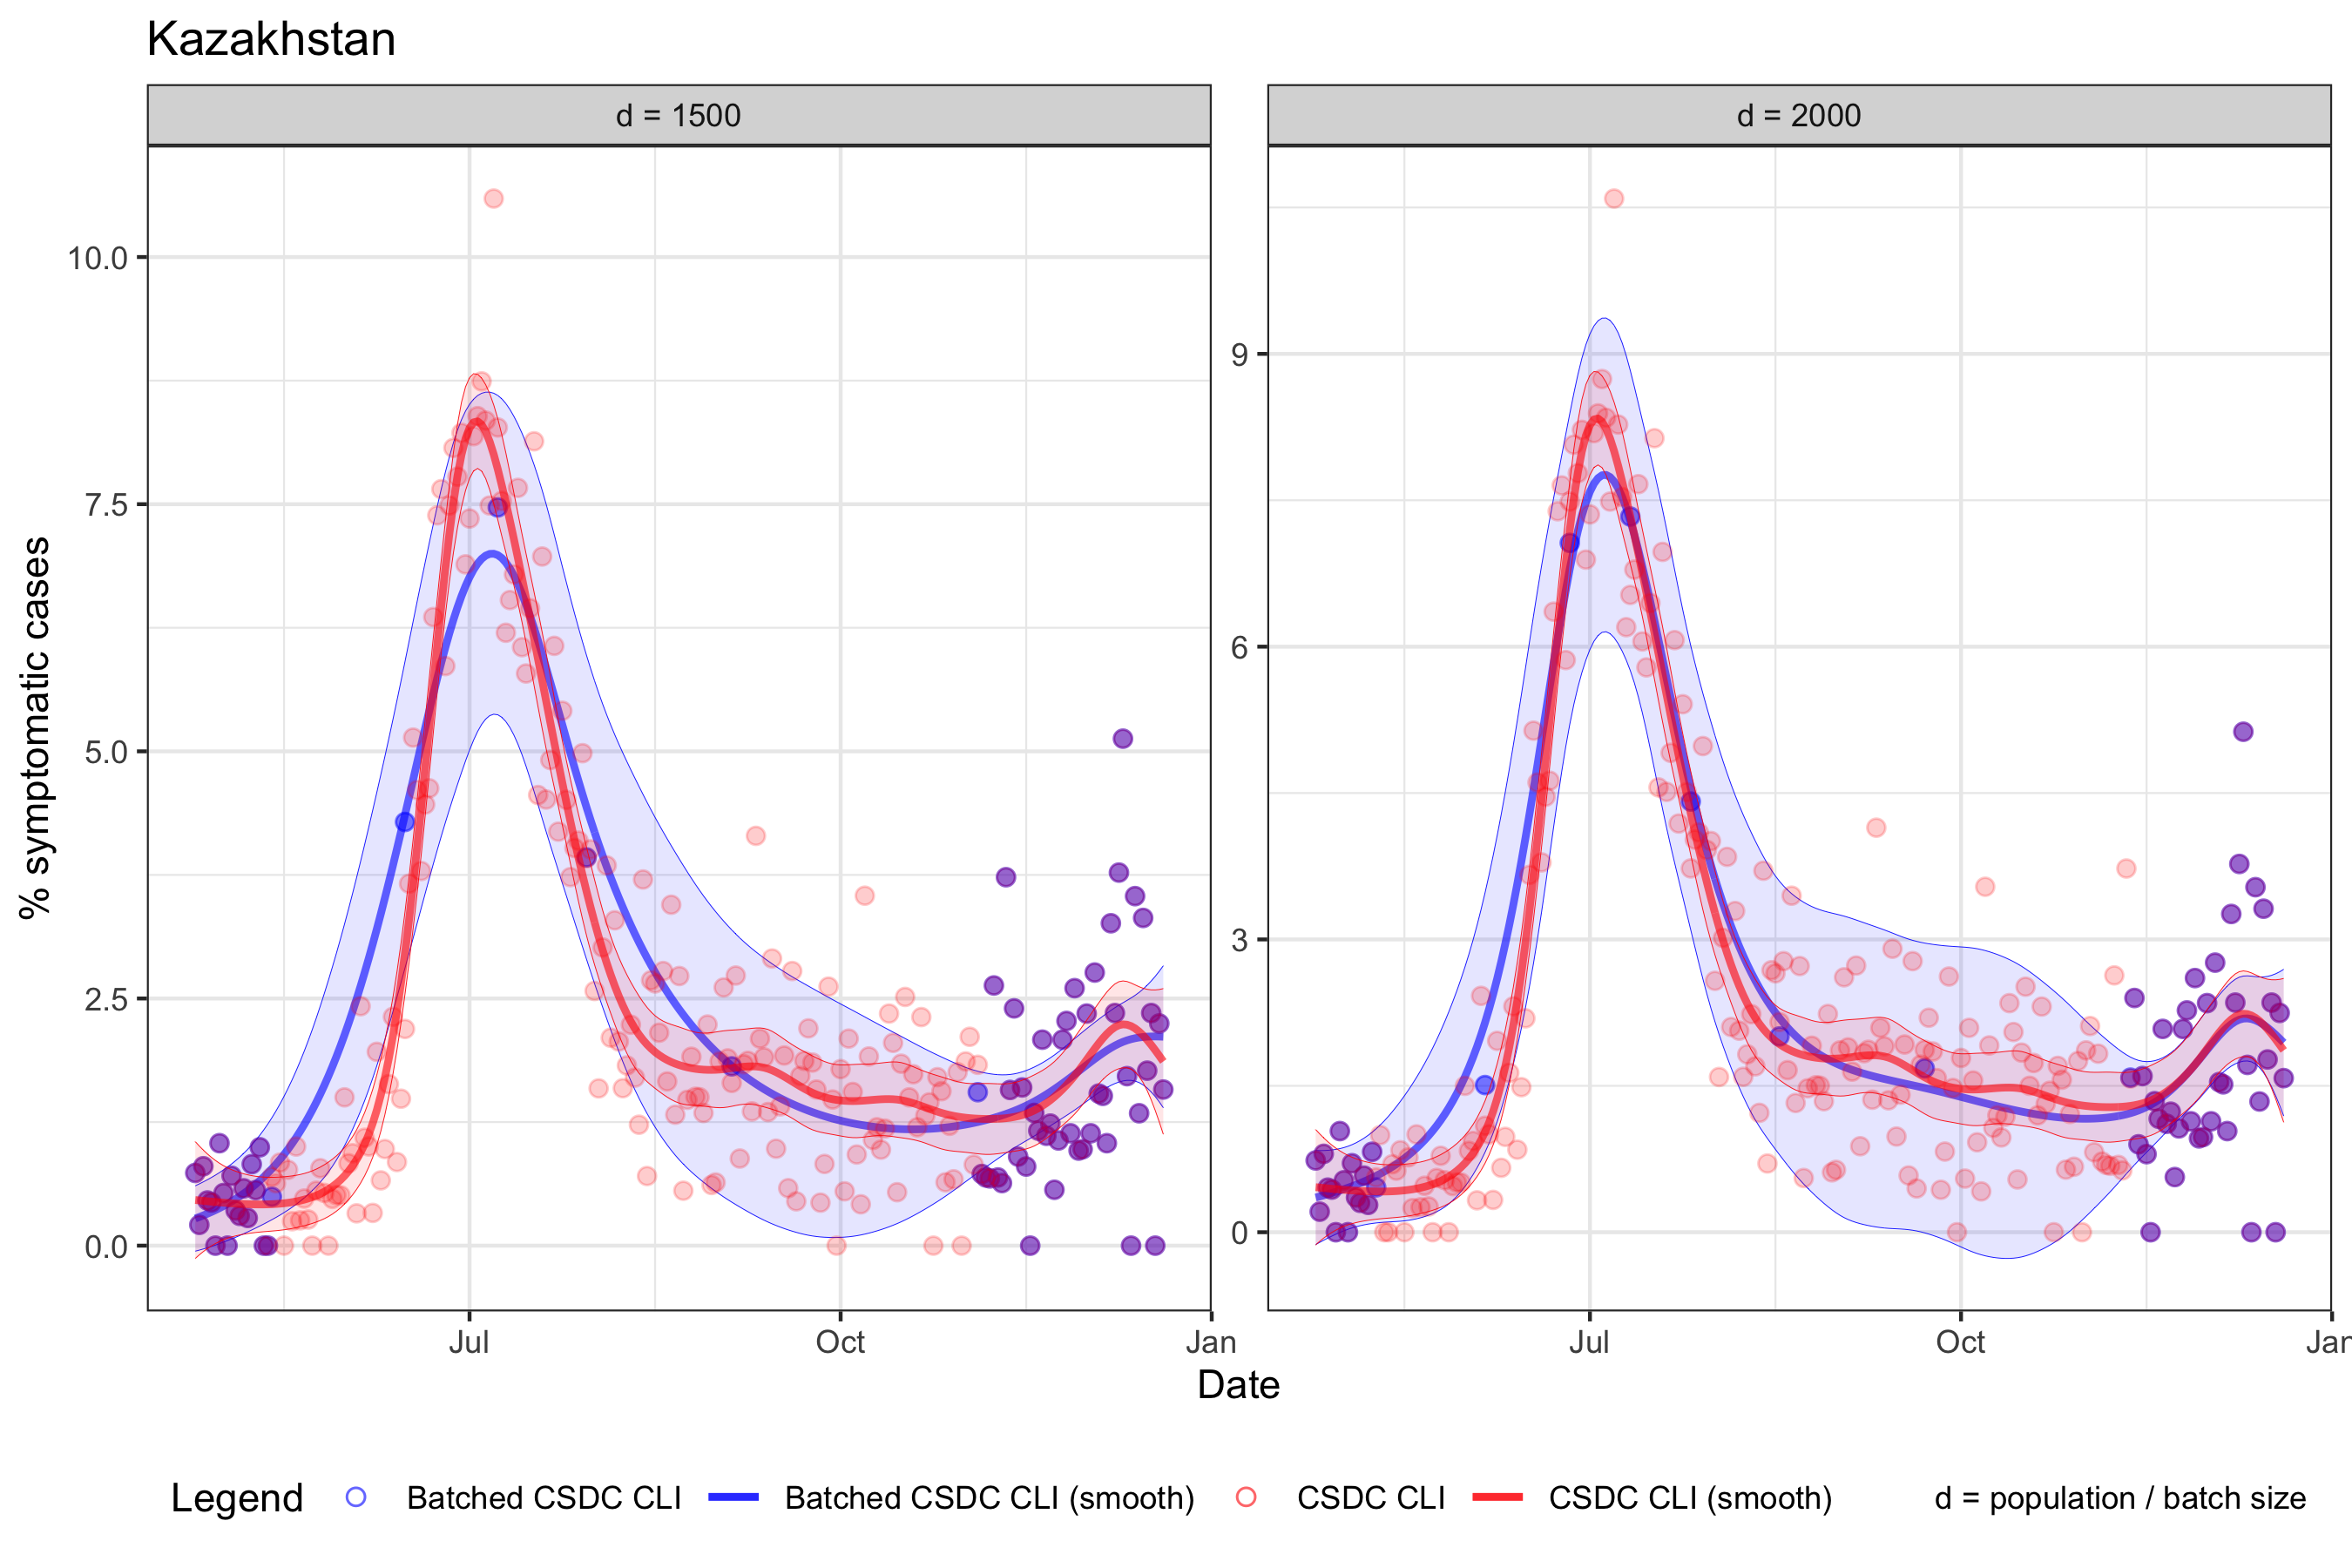 Kazakhstan
d = 1500
d = 2000
% symptomatic cases
10.0
7.5
5.0
2.5
0.0
9
6
3
0
Jul
Oct
Jan
Jul
Oct
Jan
Date
Legend
Batched CSDC CLI
Batched CSDC CLI (smooth)
CSDC CLI
CSDC CLI (smooth)
d = population / batch size